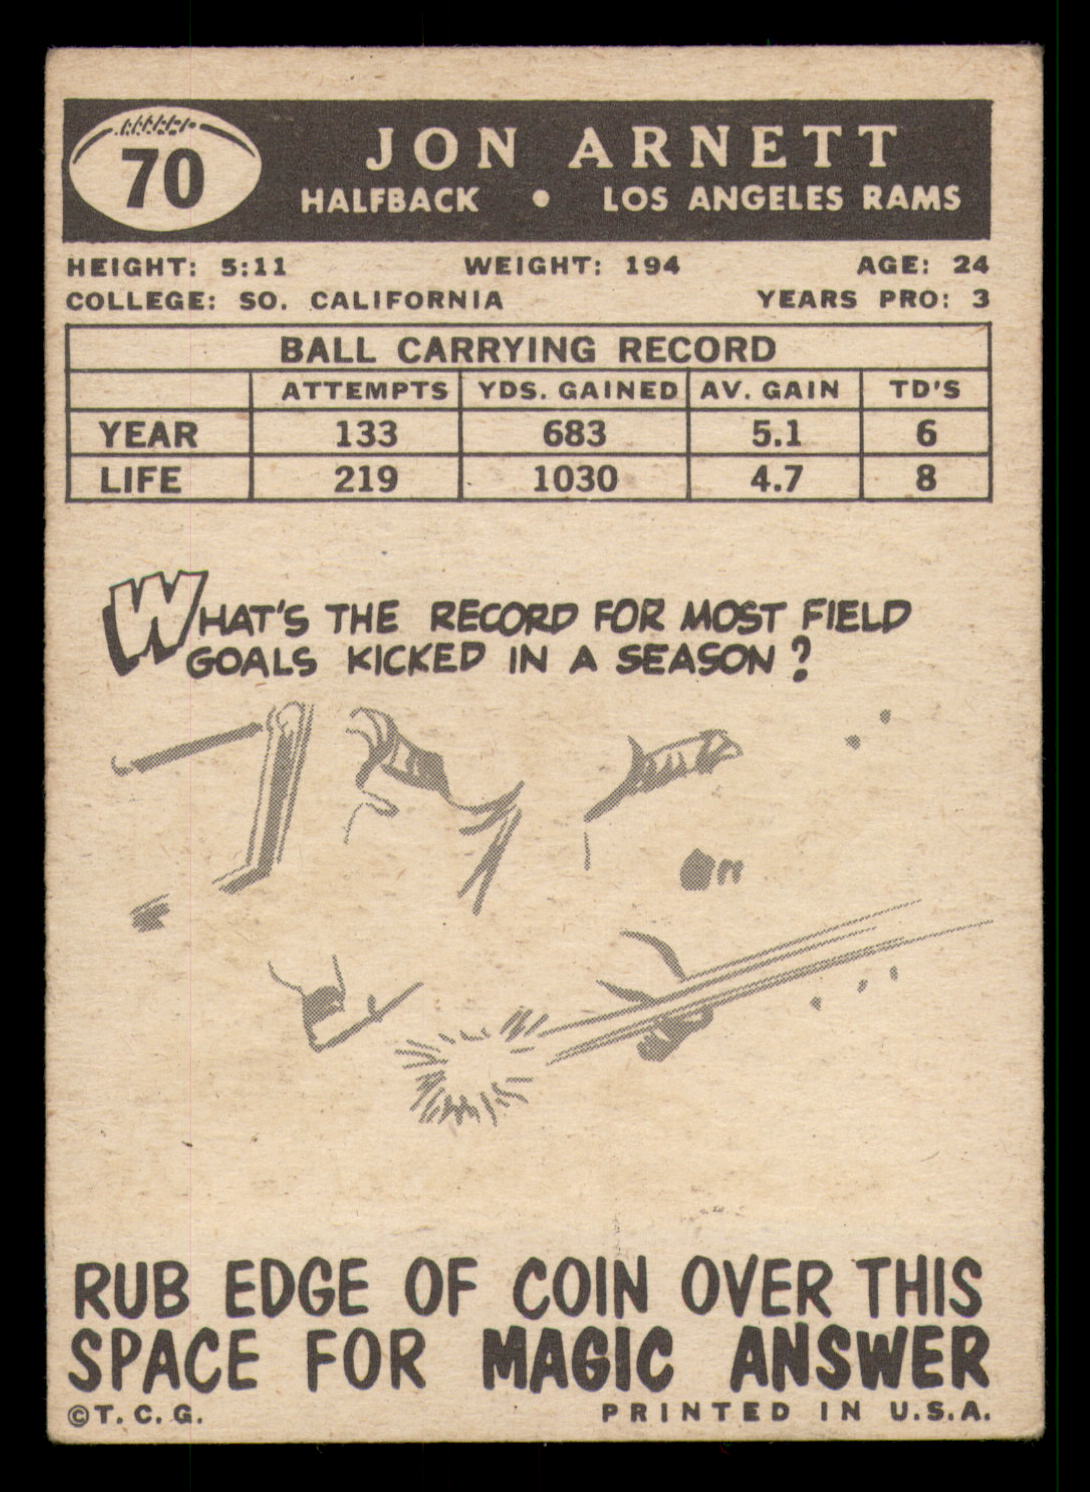 70
JON ARNETT
HALFBACK • LOS ANGELES RAMS
HEIGHT: 5:11 WEIGHT: 194 AGE: 24
COLLEGE: SO. CALIFORNIA YEARS PRO: 3
BALL CARRYING RECORD
ATTEMPTS YDS. GAINED AV. GAIN TD'S
YEAR 133 683 5.1 6
LIFE 219 1030 4.7 8
WHAT'S THE RECORD FOR MOST FIELD
GOALS KICKED IN A SEASON?
RUB EDGE OF COIN OVER THIS
SPACE FOR MAGIC ANSWER
©T. C. G. PRINTED IN U.S.A.